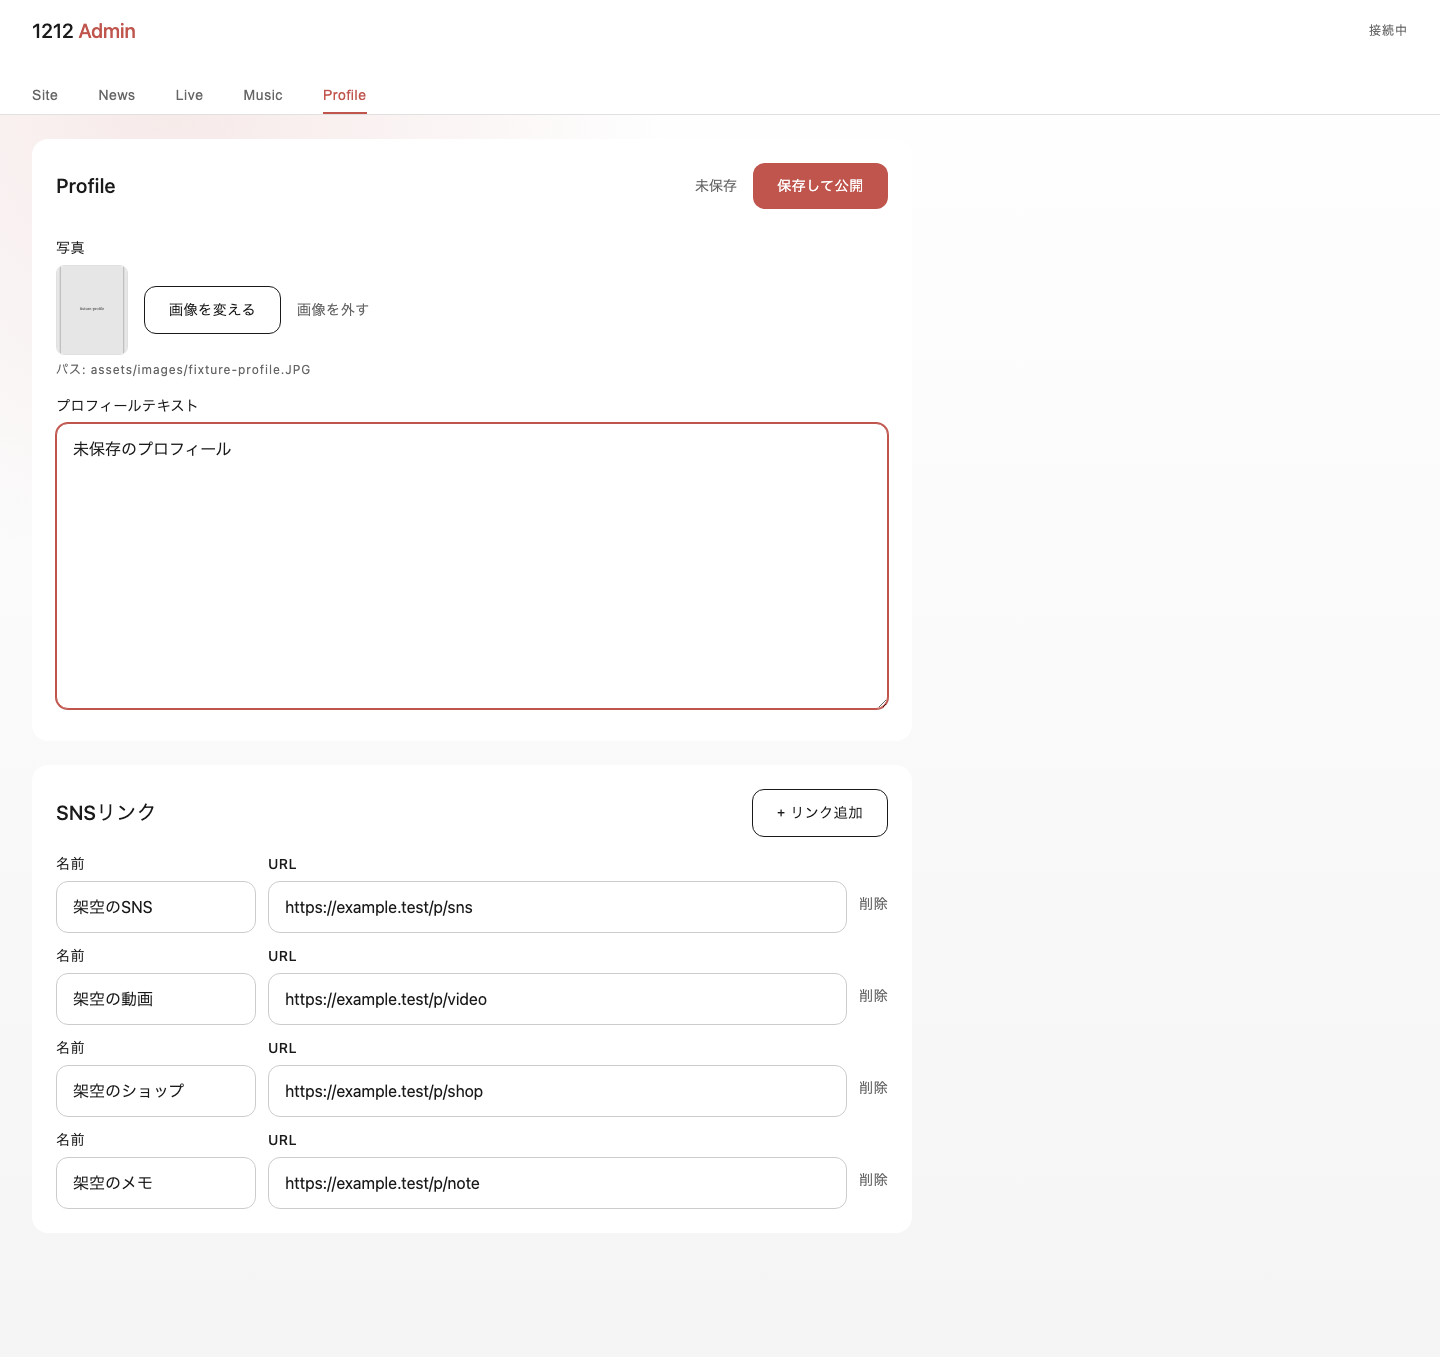 1212 Admin
接続中
Site News Live Music Profile
Profile
未保存 保存して公開
写真
fixture-profile
画像を変える 画像を外す
パス: assets/images/fixture-profile.JPG
プロフィールテキスト
未保存のプロフィール
SNSリンク
+ リンク追加
名前 URL
架空のSNS https://example.test/p/sns 削除
名前 URL
架空の動画 https://example.test/p/video 削除
名前 URL
架空のショップ https://example.test/p/shop 削除
名前 URL
架空のメモ https://example.test/p/note 削除